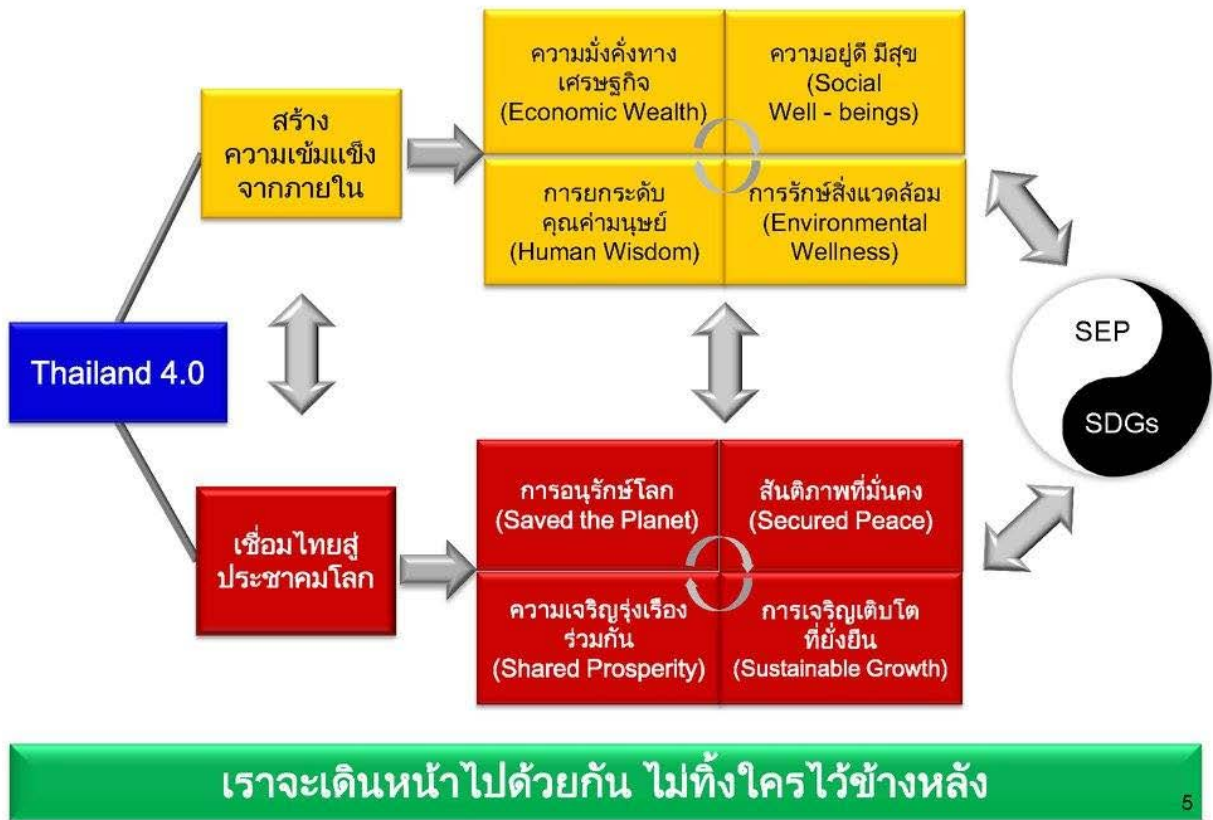 ความมั่งคั่งทาง
เศรษฐกิจ
(Economic Wealth)
ความอยู่ดี มีสุข
(Social
Well - beings)
สร้าง
ความเข้มแข็ง
จากภายใน
การยกระดับ
คุณค่ามนุษย์
(Human Wisdom)
การรักษ์สิ่งแวดล้อม
(Environmental
Wellness)
Thailand 4.0
SEP
SDGs
การอนุรักษ์โลก
(Saved the Planet)
สันติภาพที่มั่นคง
(Secured Peace)
เชื่อมไทยสู่
ประชาคมโลก
ความเจริญรุ่งเรือง
ร่วมกัน
(Shared Prosperity)
การเจริญเติบโต
ที่ยั่งยืน
(Sustainable Growth)
เราจะเดินหน้าไปด้วยกัน ไม่ทิ้งใครไว้ข้างหลัง
5